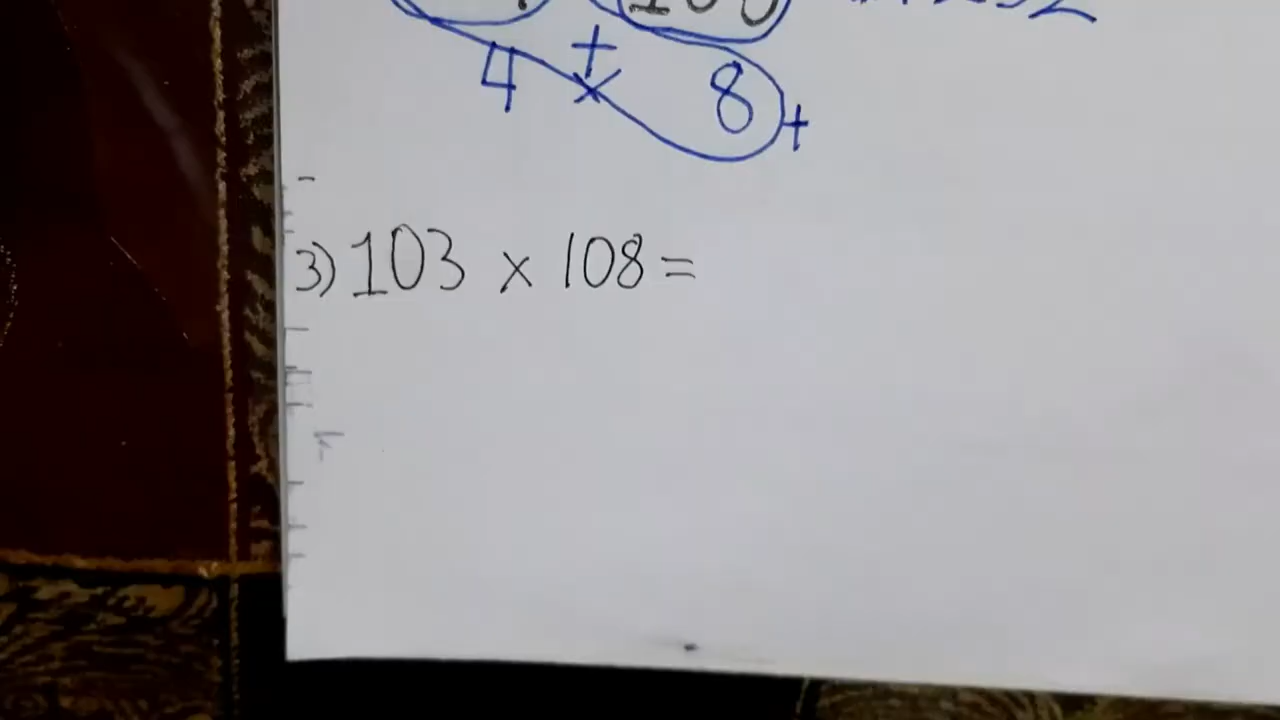 4 × 8 +
3) 103 × 108 =